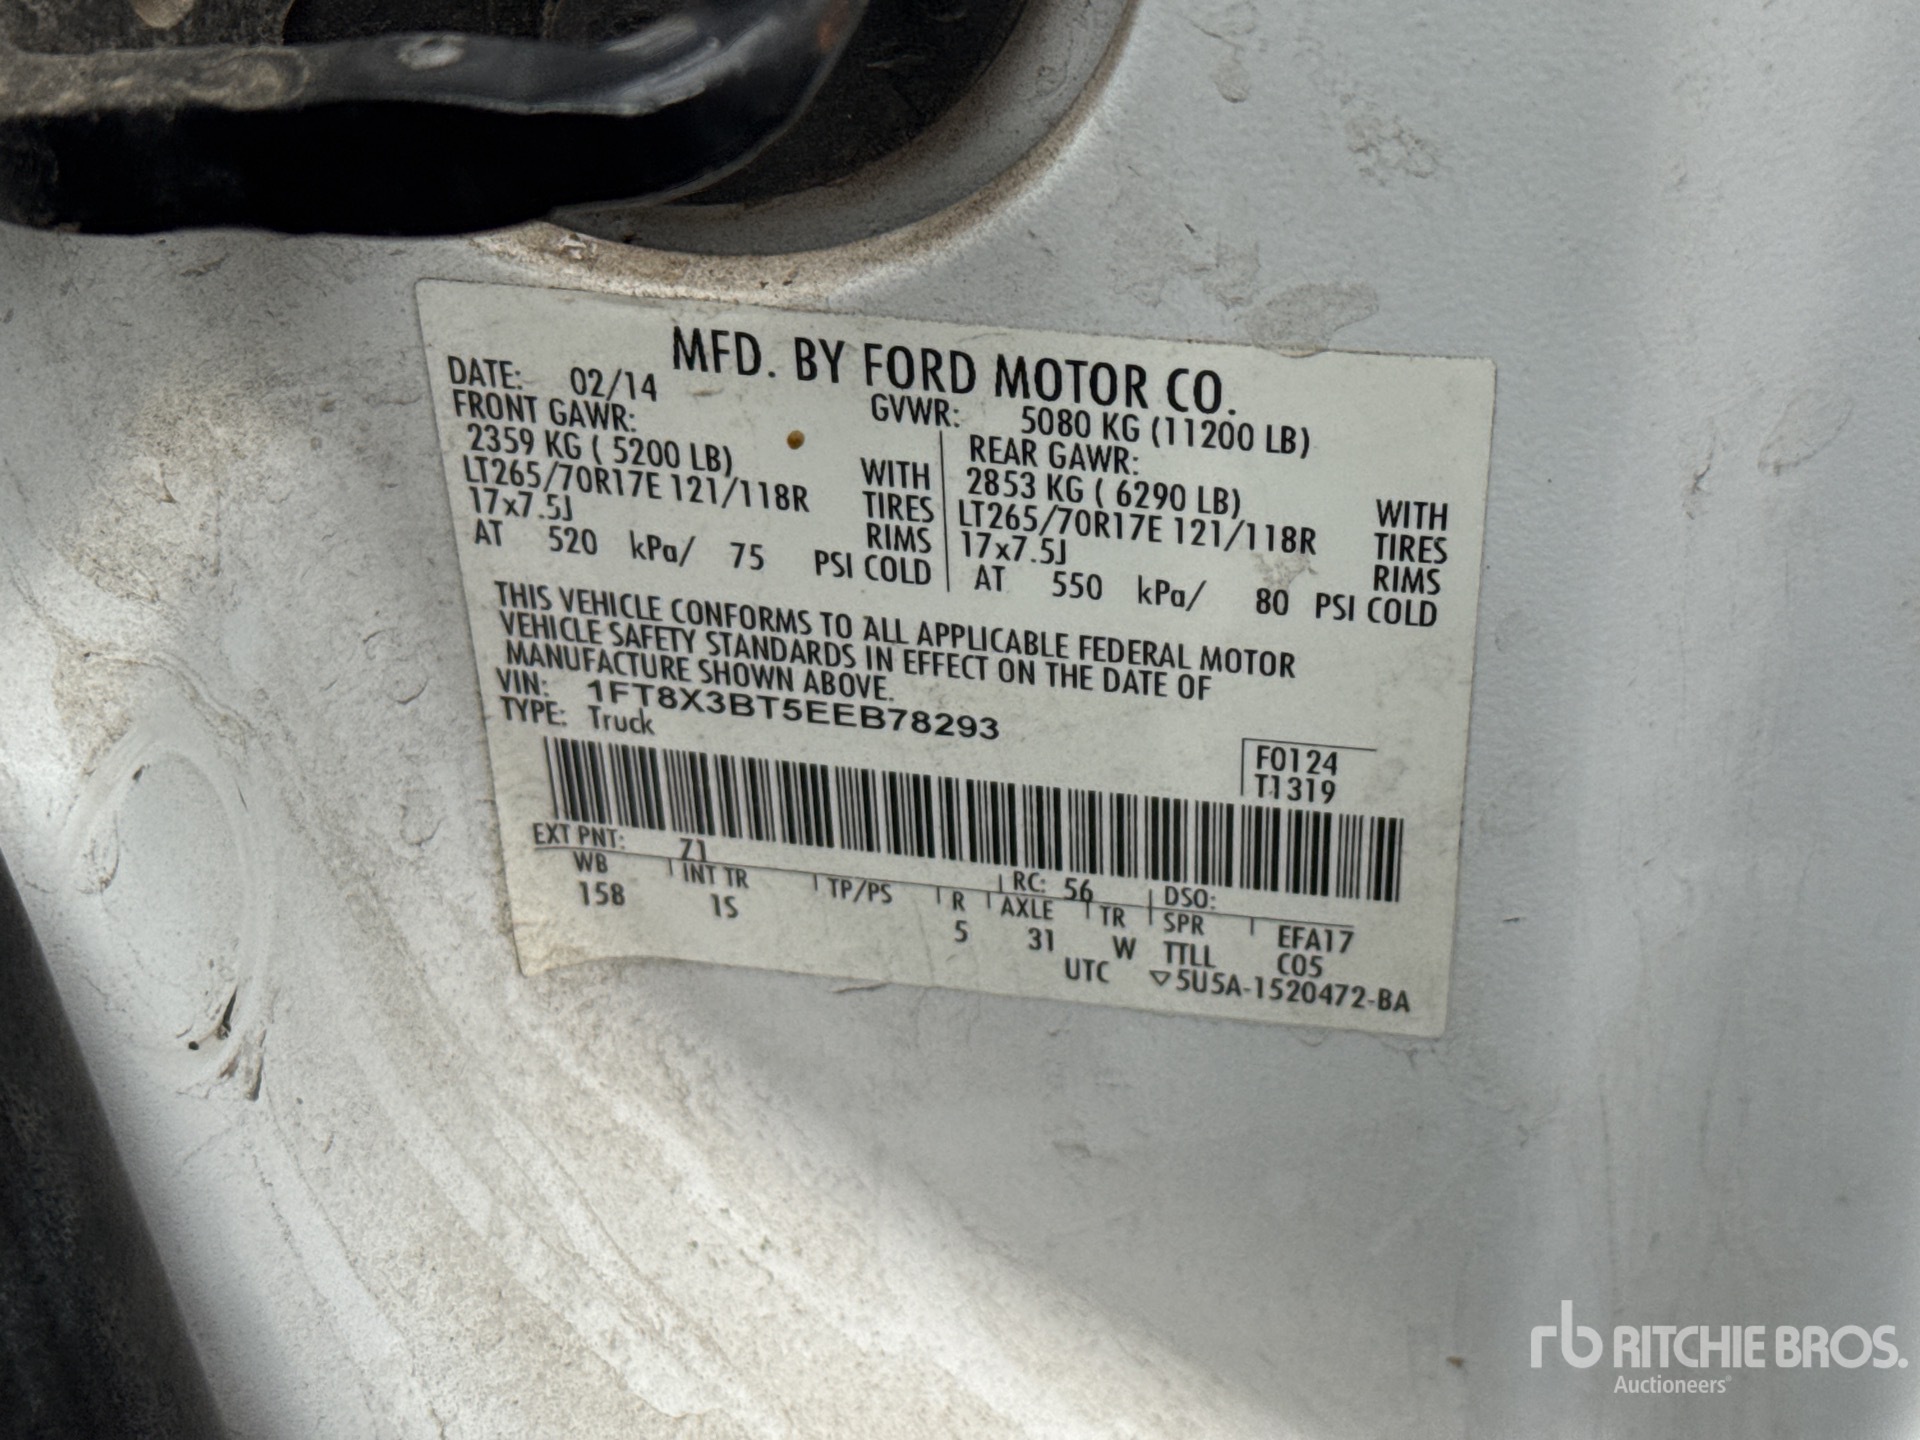 MFD. BY FORD MOTOR CO.
DATE: 02/14 GVWR: 5080 KG (11200 LB)
FRONT GAWR: REAR GAWR:
2359 KG ( 5200 LB) WITH 2853 KG ( 6290 LB) WITH
LT265/70R17E 121/118R TIRES LT265/70R17E 121/118R TIRES
17x7.5J RIMS 17x7.5J RIMS
AT 520 kPa/ 75 PSI COLD AT 550 kPa/ 80 PSI COLD
THIS VEHICLE CONFORMS TO ALL APPLICABLE FEDERAL MOTOR
VEHICLE SAFETY STANDARDS IN EFFECT ON THE DATE OF
MANUFACTURE SHOWN ABOVE.
VIN: 1FT8X3BT5EEB78293
TYPE: Truck
F0124
T1319
EXT PNT: Z1 RC: 56 DSO:
WB INT TR TP/PS R AXLE TR SPR EFA17
158 1S 5 31 W TTLL C05
UTC ▽5U5A-1520472-BA
rb RITCHIE BROS.
Auctioneers®